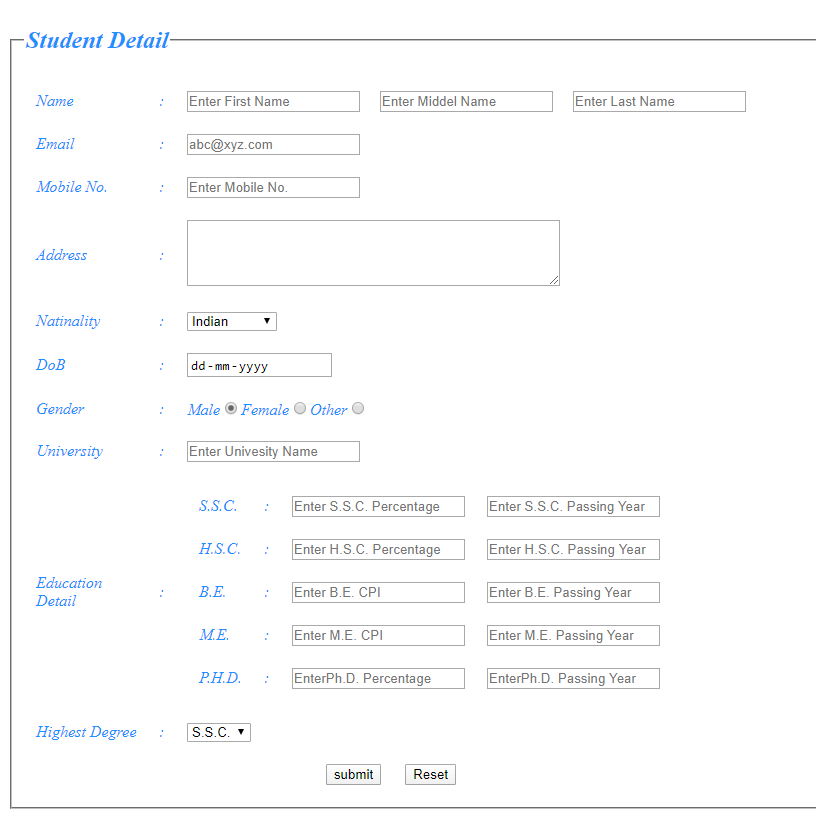 Student Detail
Name : Enter First Name Enter Middel Name Enter Last Name
Email : abc@xyz.com
Mobile No. : Enter Mobile No.
Address :
Natinality : Indian
DoB : dd-mm-yyyy
Gender : Male Female Other
University : Enter Univesity Name
S.S.C. : Enter S.S.C. Percentage Enter S.S.C. Passing Year
H.S.C. : Enter H.S.C. Percentage Enter H.S.C. Passing Year
Education
Detail : B.E. : Enter B.E. CPI Enter B.E. Passing Year
M.E. : Enter M.E. CPI Enter M.E. Passing Year
P.H.D. : EnterPh.D. Percentage EnterPh.D. Passing Year
Highest Degree : S.S.C.
submit Reset